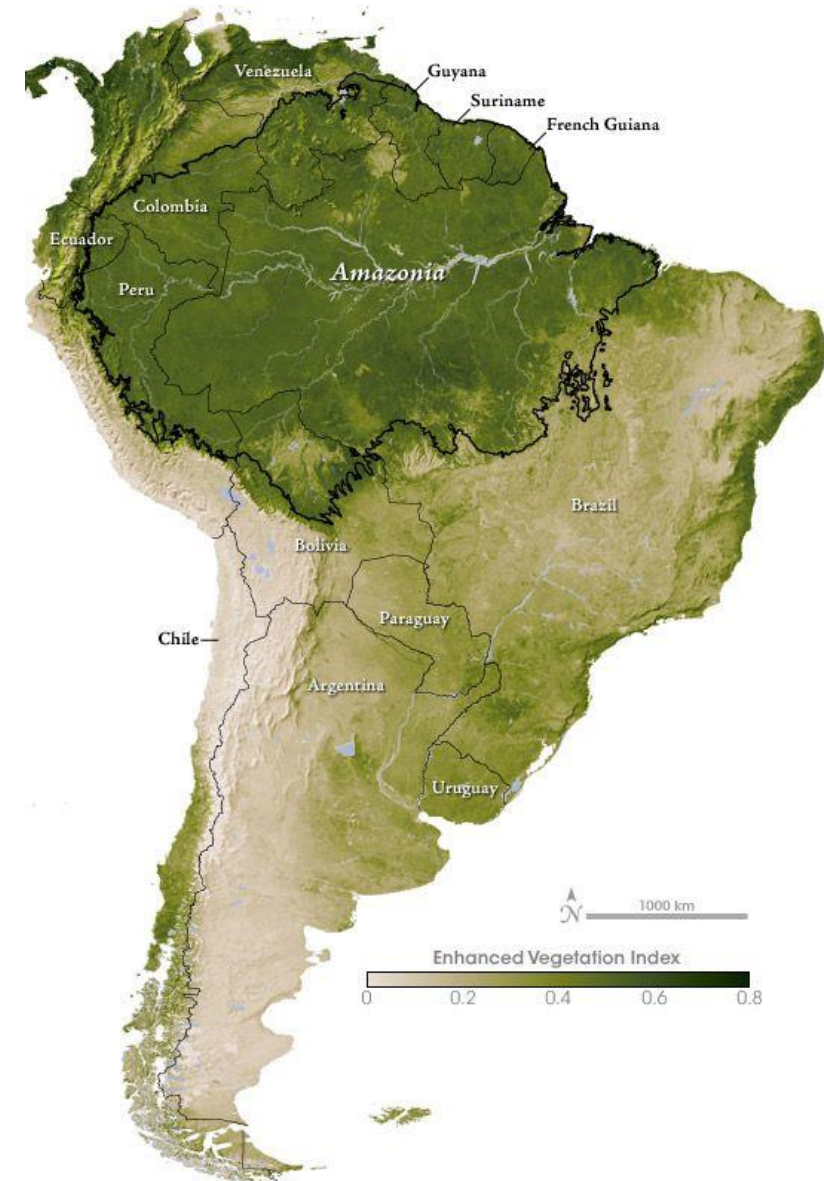 Venezuela
Guyana
Suriname
French Guiana
Colombia
Ecuador
Amazonia
Peru
Brazil
Bolivia
Chile
Paraguay
Argentina
Uruguay
N
1000 km
Enhanced Vegetation Index
0 0.2 0.4 0.6 0.8